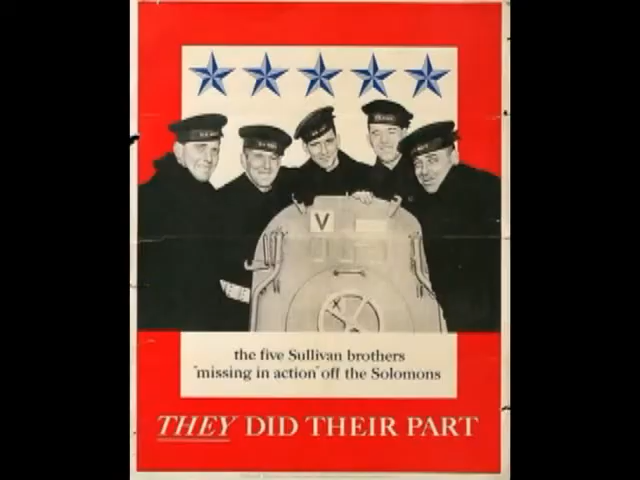 V
the five Sullivan brothers
"missing in action" off the Solomons
THEY DID THEIR PART